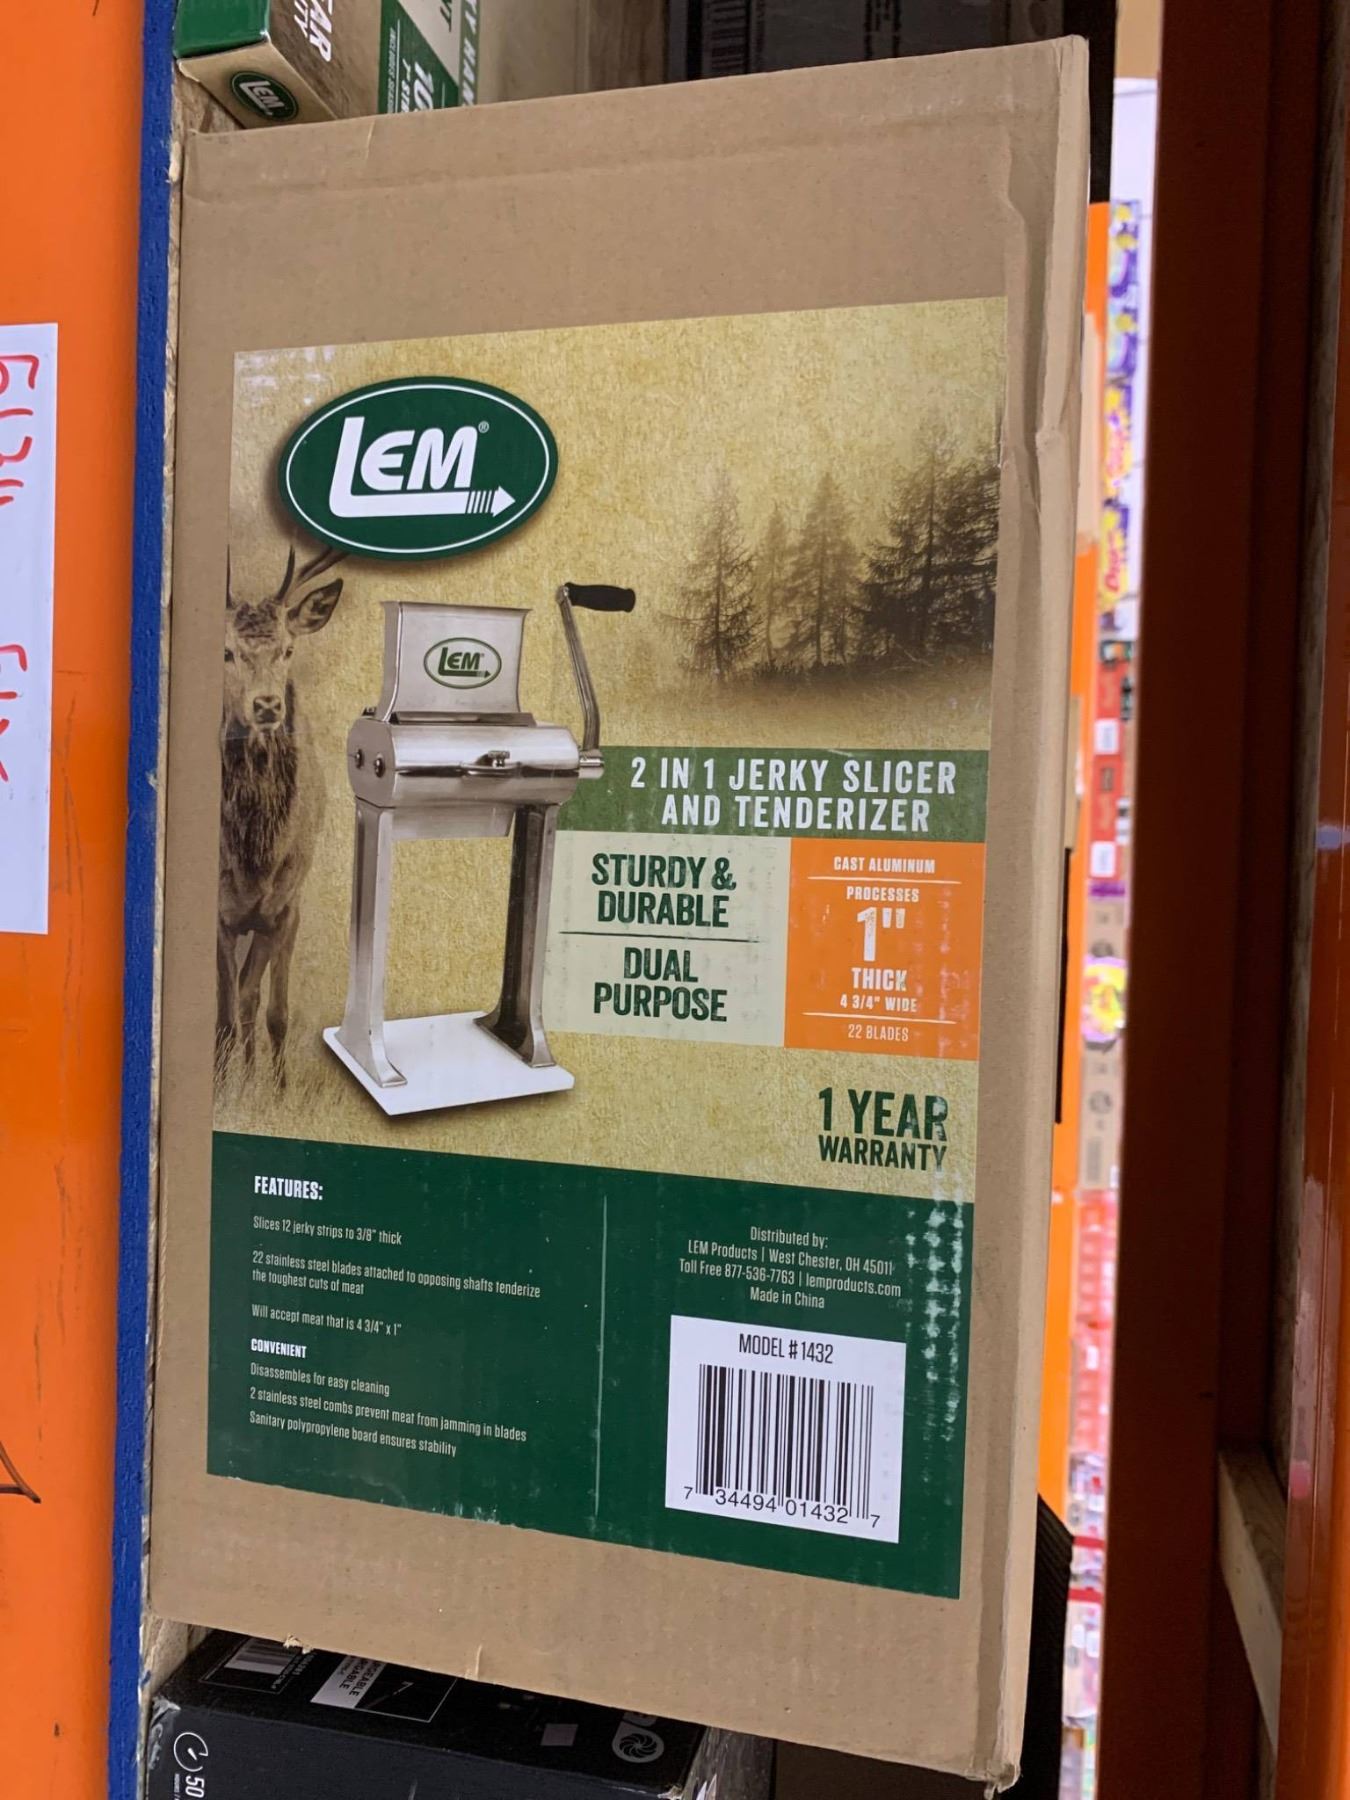 LEM
LEM®
LEM
2 IN 1 JERKY SLICER
AND TENDERIZER
STURDY &
DURABLE
DUAL
PURPOSE
CAST ALUMINUM
PROCESSES
1"
THICK
4 3/4" WIDE
22 BLADES
1 YEAR
WARRANTY
FEATURES:
Slices 12 jerky strips to 3/8" thick
22 stainless steel blades attached to opposing shafts tenderize
the toughest cuts of meat
Will accept meat that is 4 3/4" x 1"
CONVENIENT
Disassembles for easy cleaning
2 stainless steel combs prevent meat from jamming in blades
Sanitary polypropylene board ensures stability
Distributed by:
LEM Products | West Chester, OH 45011
Toll Free 877-536-7763 | lemproducts.com
Made in China
MODEL # 1432
7 34494 01432 7
50